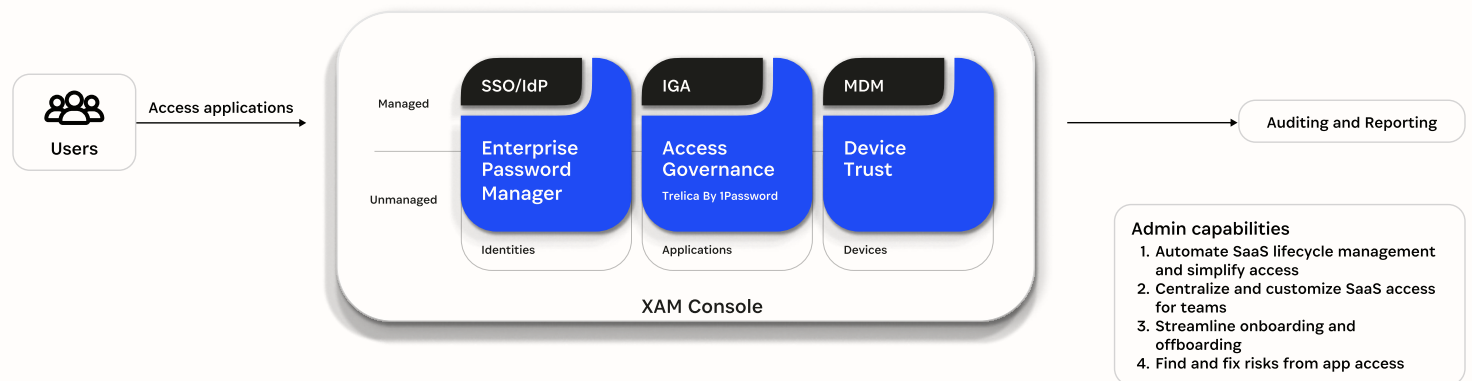 Users
Access applications
Managed
Unmanaged
SSO/IdP
Enterprise
Password
Manager
Identities
IGA
Access
Governance
Trelica By 1Password
Applications
MDM
Device
Trust
Devices
XAM Console
Auditing and Reporting
Admin capabilities
1. Automate SaaS lifecycle management
and simplify access
2. Centralize and customize SaaS access
for teams
3. Streamline onboarding and
offboarding
4. Find and fix risks from app access